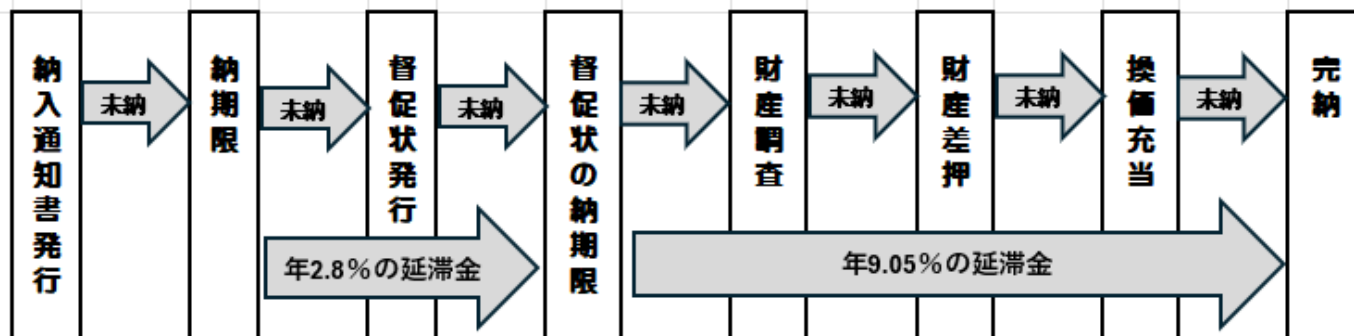 納入通知書発行
未納
納期限
未納
督促状発行
未納
督促状の納期限
未納
財産調査
未納
財産差押
未納
換価充当
未納
完納
年2.8%の延滞金
年9.05%の延滞金